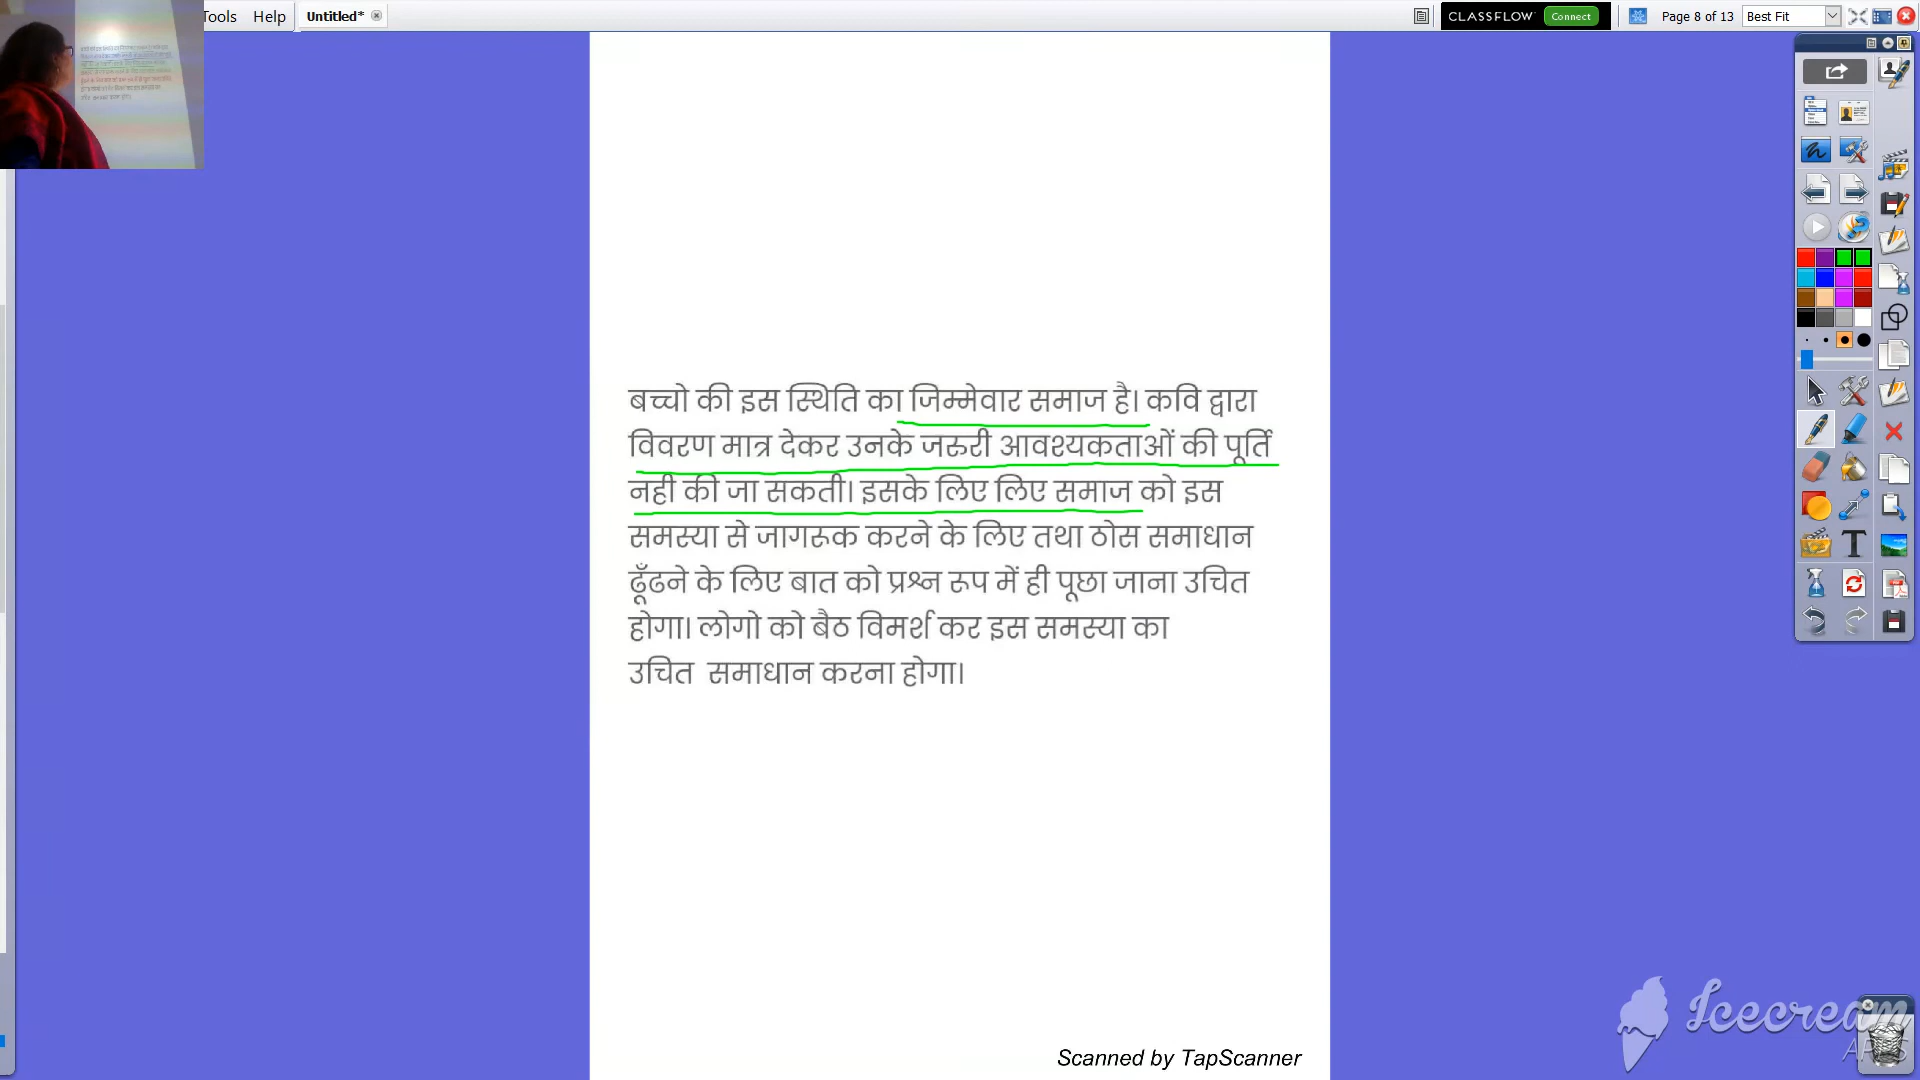 Tools Help Untitled*
CLASSFLOW Connect Page 8 of 13 Best Fit
बच्चो की इस स्थिति का जिम्मेवार समाज है। कवि द्वारा
विवरण मात्र देकर उनके जरुरी आवश्यकताओं की पूर्ति
नही की जा सकती। इसके लिए लिए समाज को इस
समस्या से जागरूक करने के लिए तथा ठोस समाधान
ढूँढने के लिए बात को प्रश्न रूप में ही पूछा जाना उचित
होगा। लोगो को बैठ विमर्श कर इस समस्या का
उचित समाधान करना होगा।
Icecream
APPS
Scanned by TapScanner